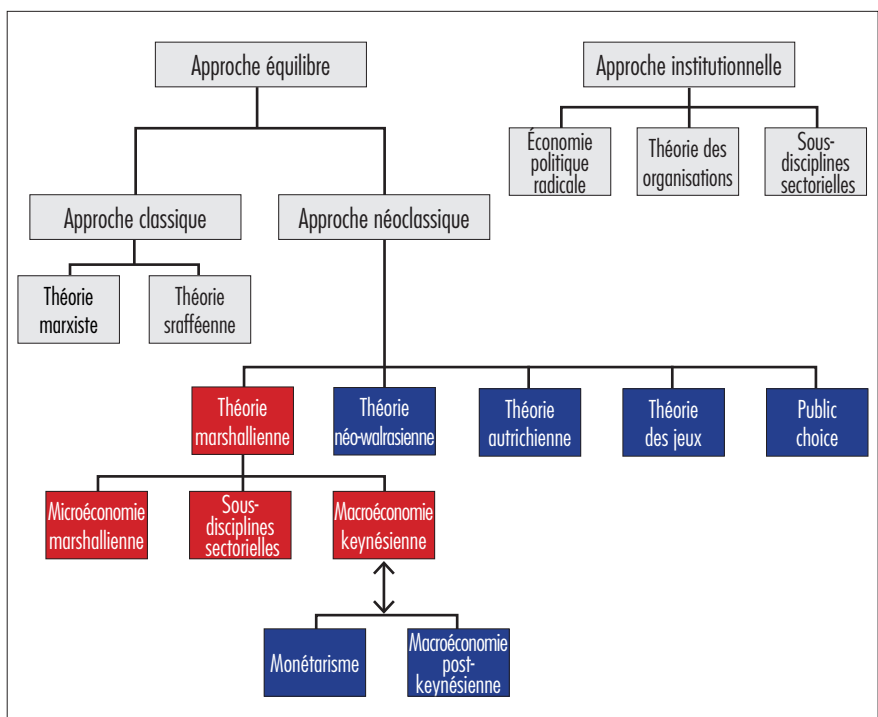 Approche équilibre
Approche institutionnelle
Économie
politique
radicale
Théorie des
organisations
Sous-
disciplines
sectorielles
Approche classique
Approche néoclassique
Théorie
marxiste
Théorie
srafféenne
Théorie
marshallienne
Théorie
néo-walrasienne
Théorie
autrichienne
Théorie
des jeux
Public
choice
Microéconomie
marshallienne
Sous-
disciplines
sectorielles
Macroéconomie
keynésienne
Monétarisme
Macroéconomie
post-
keynésienne